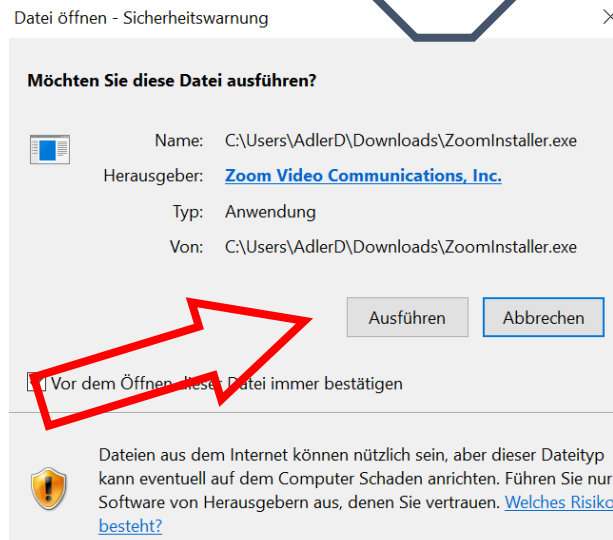 Datei öffnen - Sicherheitswarnung
Möchten Sie diese Datei ausführen?
Name: C:\Users\AdlerD\Downloads\ZoomInstaller.exe
Herausgeber: Zoom Video Communications, Inc.
Typ: Anwendung
Von: C:\Users\AdlerD\Downloads\ZoomInstaller.exe
Ausführen Abbrechen
Vor dem Öffnen dieser Datei immer bestätigen
Dateien aus dem Internet können nützlich sein, aber dieser Dateityp
kann eventuell auf dem Computer Schaden anrichten. Führen Sie nur
Software von Herausgebern aus, denen Sie vertrauen. Welches Risiko
besteht?